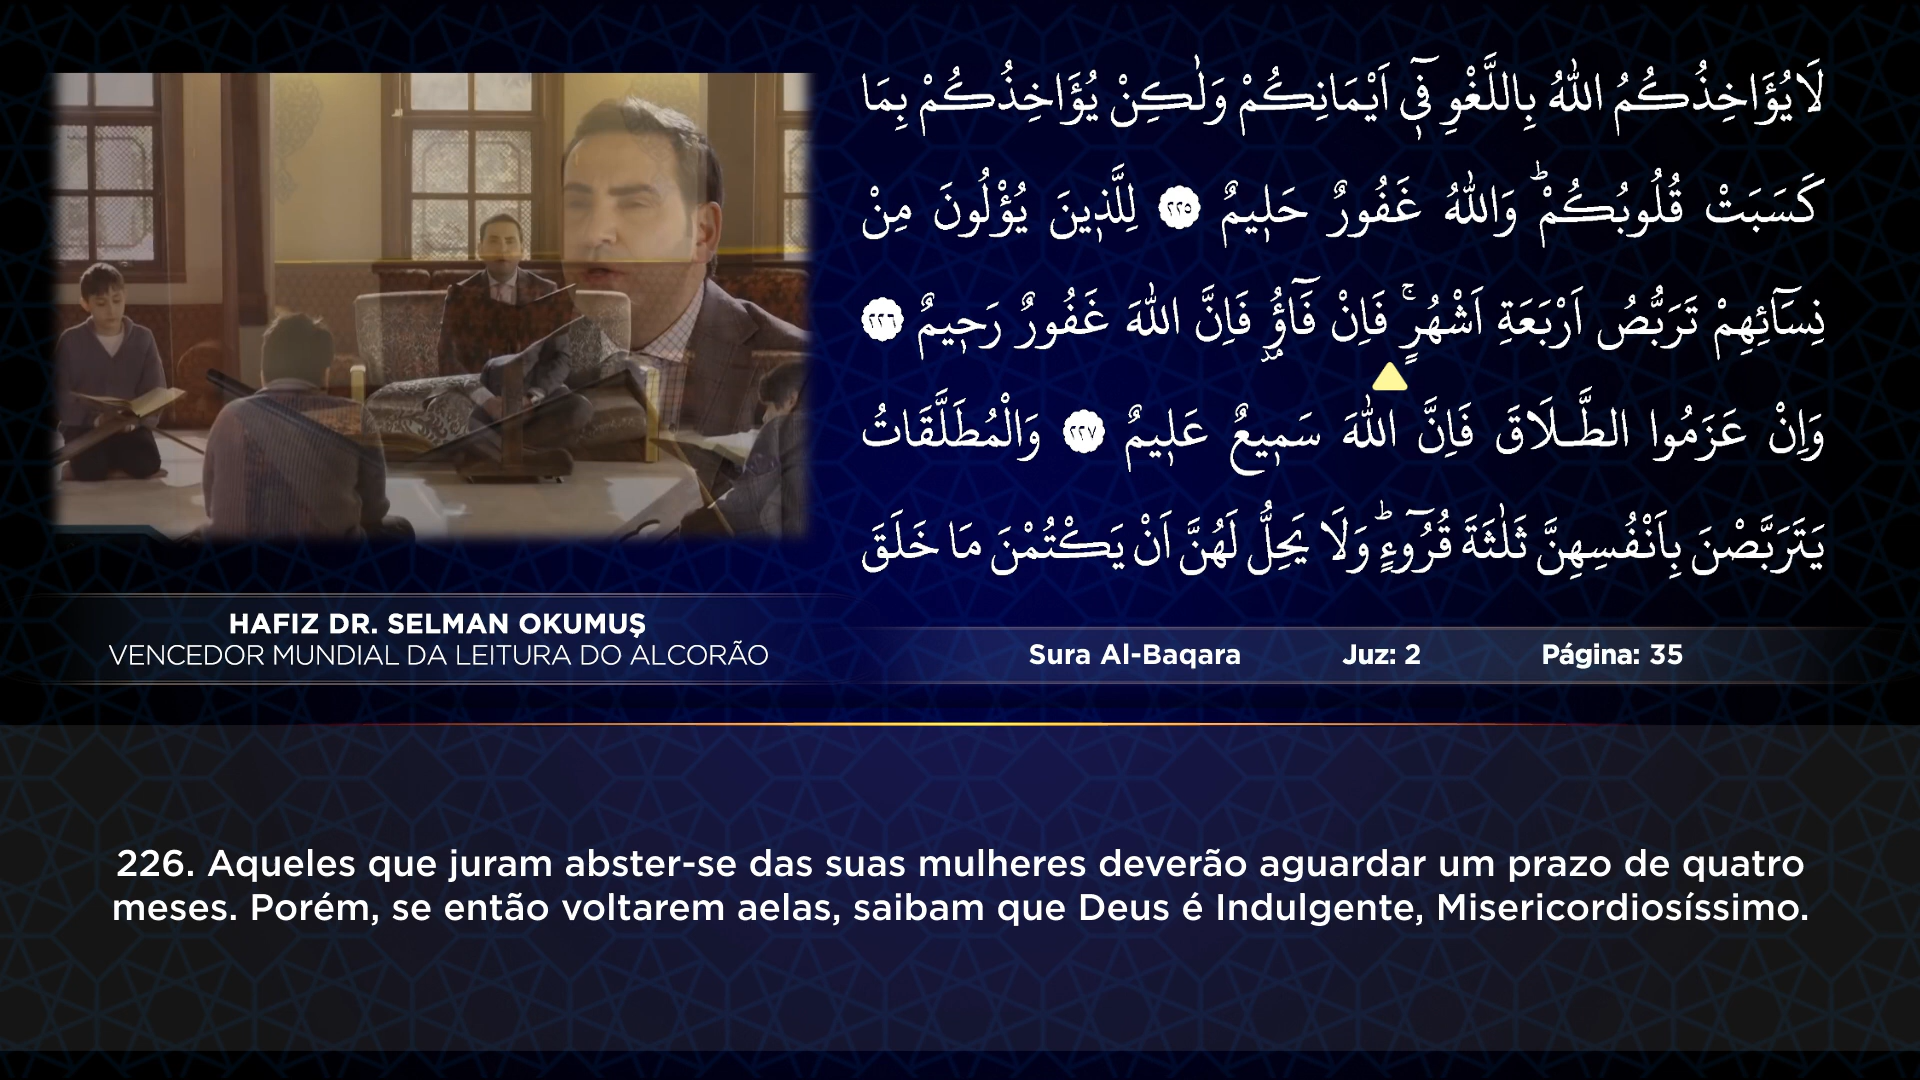 لَا يُؤَاخِذُكُمُ اللّٰهُ بِاللَّغْوِ فٖٓي اَيْمَانِكُمْ وَلٰكِنْ يُؤَاخِذُكُمْ بِمَا
كَسَبَتْ قُلُوبُكُمْؕ وَاللّٰهُ غَفُورٌ حَلٖيمٌ ﴿٢٢٥﴾ لِلَّذٖينَ يُؤْلُونَ مِنْ
نِسَٓائِهِمْ تَرَبُّصُ اَرْبَعَةِ اَشْهُرٍۚ فَاِنْ فَٓاؤُ۫ فَاِنَّ اللّٰهَ غَفُورٌ رَحٖيمٌ ﴿٢٢٦﴾
وَاِنْ عَزَمُوا الطَّلَاقَ فَاِنَّ اللّٰهَ سَمٖيعٌ عَلٖيمٌ ﴿٢٢٧﴾ وَالْمُطَلَّقَاتُ
يَتَرَبَّصْنَ بِاَنْفُسِهِنَّ ثَلٰثَةَ قُرُٓوءٍؕ وَلَا يَحِلُّ لَهُنَّ اَنْ يَكْتُمْنَ مَا خَلَقَ
HAFIZ DR. SELMAN OKUMUŞ
VENCEDOR MUNDIAL DA LEITURA DO ALCORÃO
Sura Al-Baqara Juz: 2 Página: 35
226. Aqueles que juram abster-se das suas mulheres deverão aguardar um prazo de quatro
meses. Porém, se então voltarem aelas, saibam que Deus é Indulgente, Misericordiosíssimo.